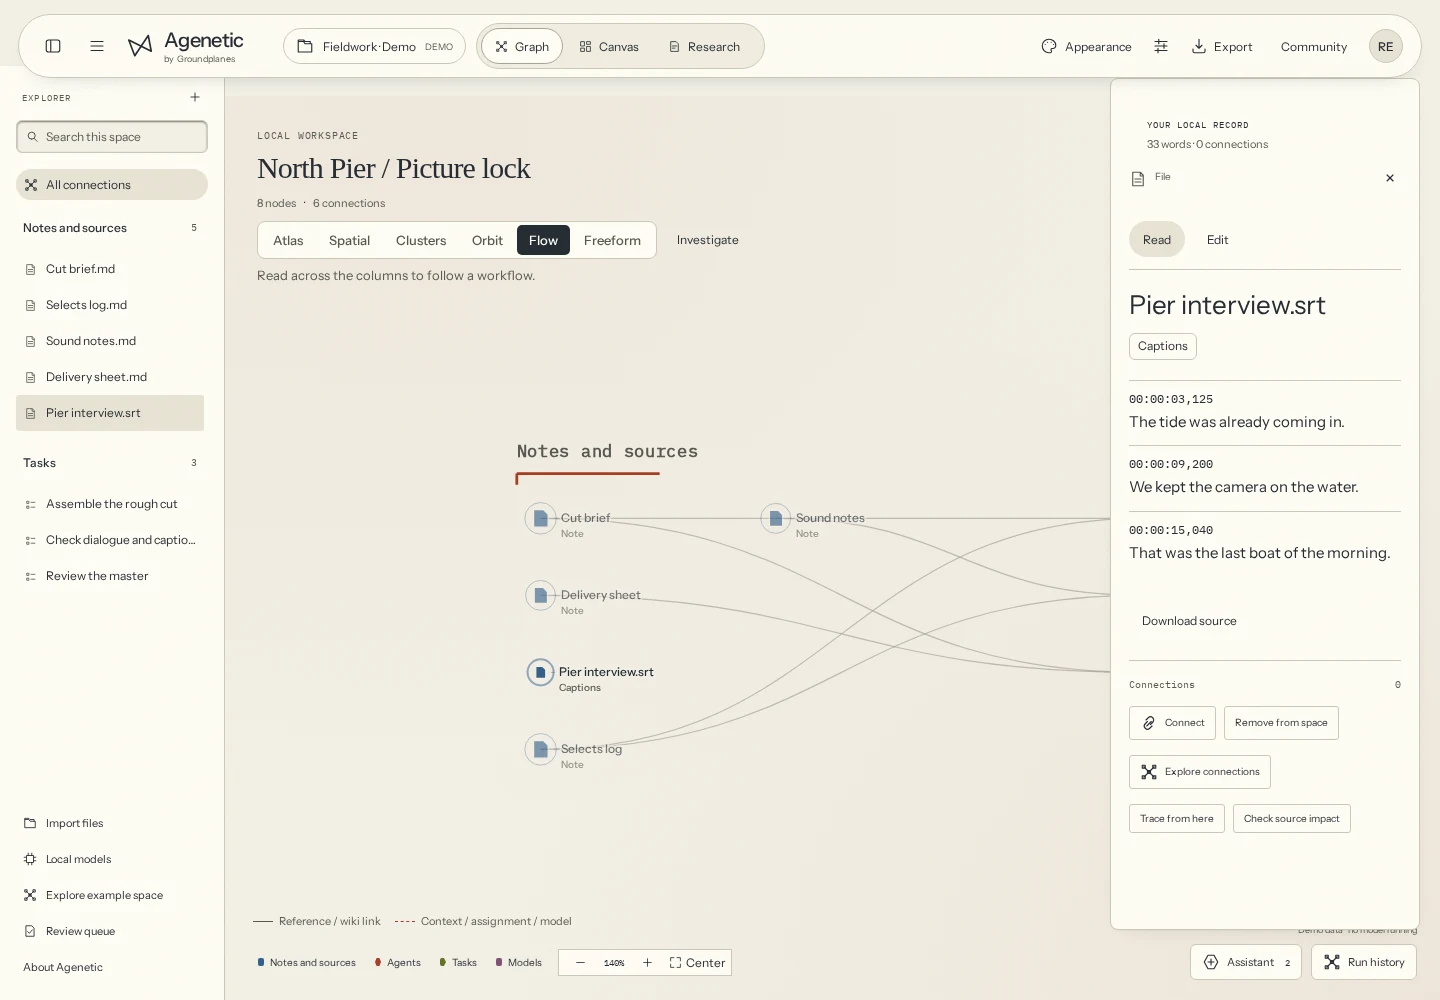 Agenetic
by Groundplanes
Fieldwork·Demo DEMO
Graph
Canvas
Research
Appearance
Export
Community
RE
EXPLORER
Search this space
All connections
Notes and sources 5
Cut brief.md
Selects log.md
Sound notes.md
Delivery sheet.md
Pier interview.srt
Tasks 3
Assemble the rough cut
Check dialogue and captio...
Review the master
Import files
Local models
Explore example space
Review queue
About Agenetic
LOCAL WORKSPACE
North Pier / Picture lock
8 nodes · 6 connections
Atlas Spatial Clusters Orbit Flow Freeform Investigate
Read across the columns to follow a workflow.
Notes and sources
Cut brief
Note
Sound notes
Note
Delivery sheet
Note
Pier interview.srt
Captions
Selects log
Note
Reference / wiki link
Context / assignment / model
Notes and sources
Agents
Tasks
Models
140%
Center
YOUR LOCAL RECORD
33 words · 0 connections
File
Read Edit
Pier interview.srt
Captions
00:00:03,125
The tide was already coming in.
00:00:09,200
We kept the camera on the water.
00:00:15,040
That was the last boat of the morning.
Download source
Connections 0
Connect
Remove from space
Explore connections
Trace from here
Check source impact
Demo data · no model running
Assistant 2
Run history